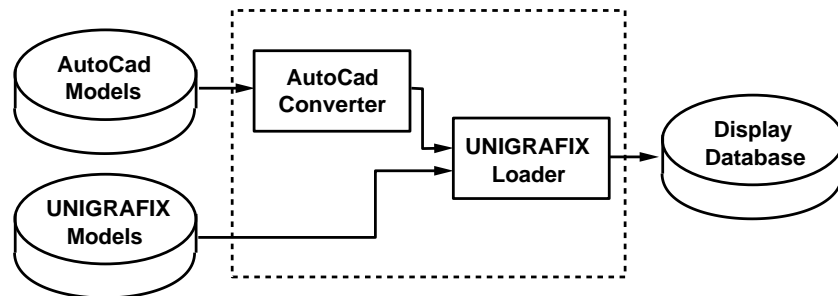 AutoCad
Models
AutoCad
Converter
UNIGRAFIX
Loader
Display
Database
UNIGRAFIX
Models